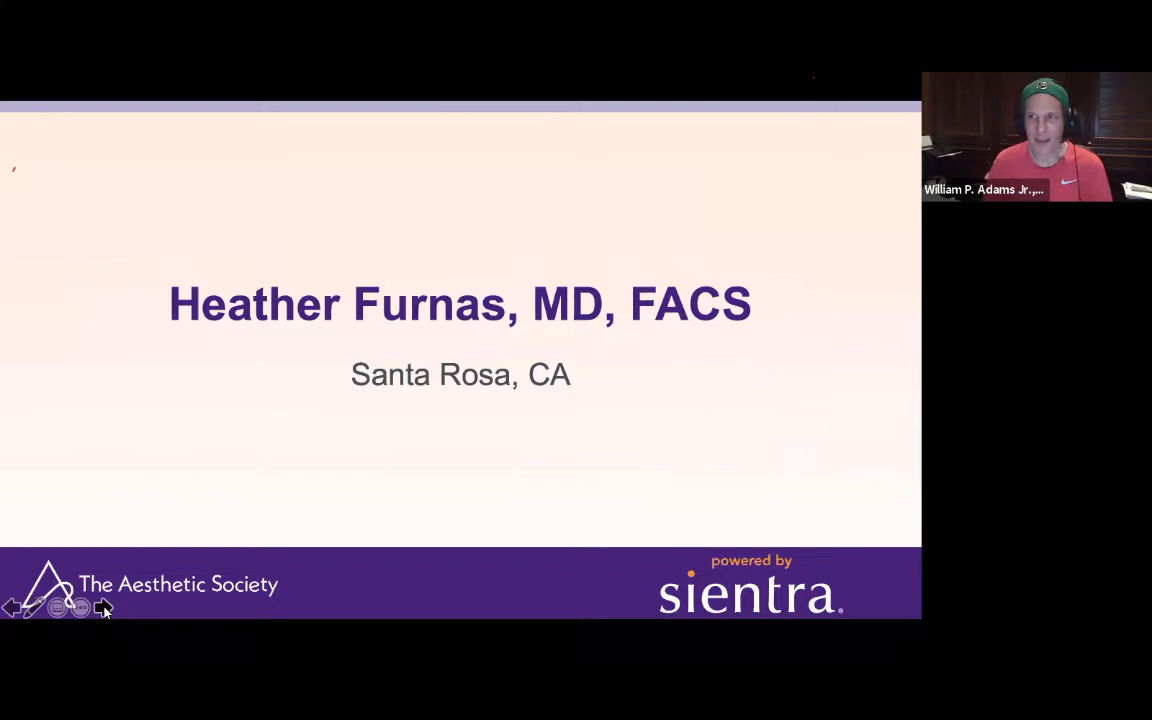 Heather Furnas, MD, FACS
Santa Rosa, CA
William P. Adams Jr.,...
The Aesthetic Society
powered by
sientra